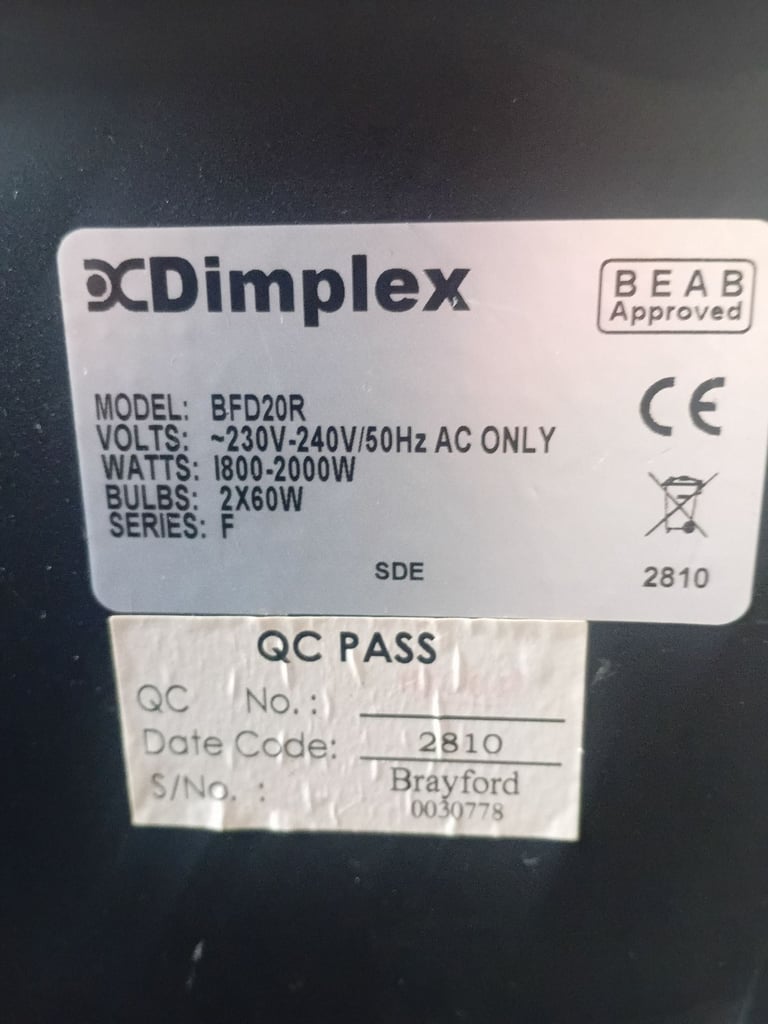 Dimplex
BEAB
Approved
MODEL: BFD20R
VOLTS: ~230V-240V/50Hz AC ONLY
WATTS: 1800-2000W
BULBS: 2X60W
SERIES: F
CE
SDE
2810
QC PASS
QC No. :
Date Code: 2810
S/No. : Brayford
0030778